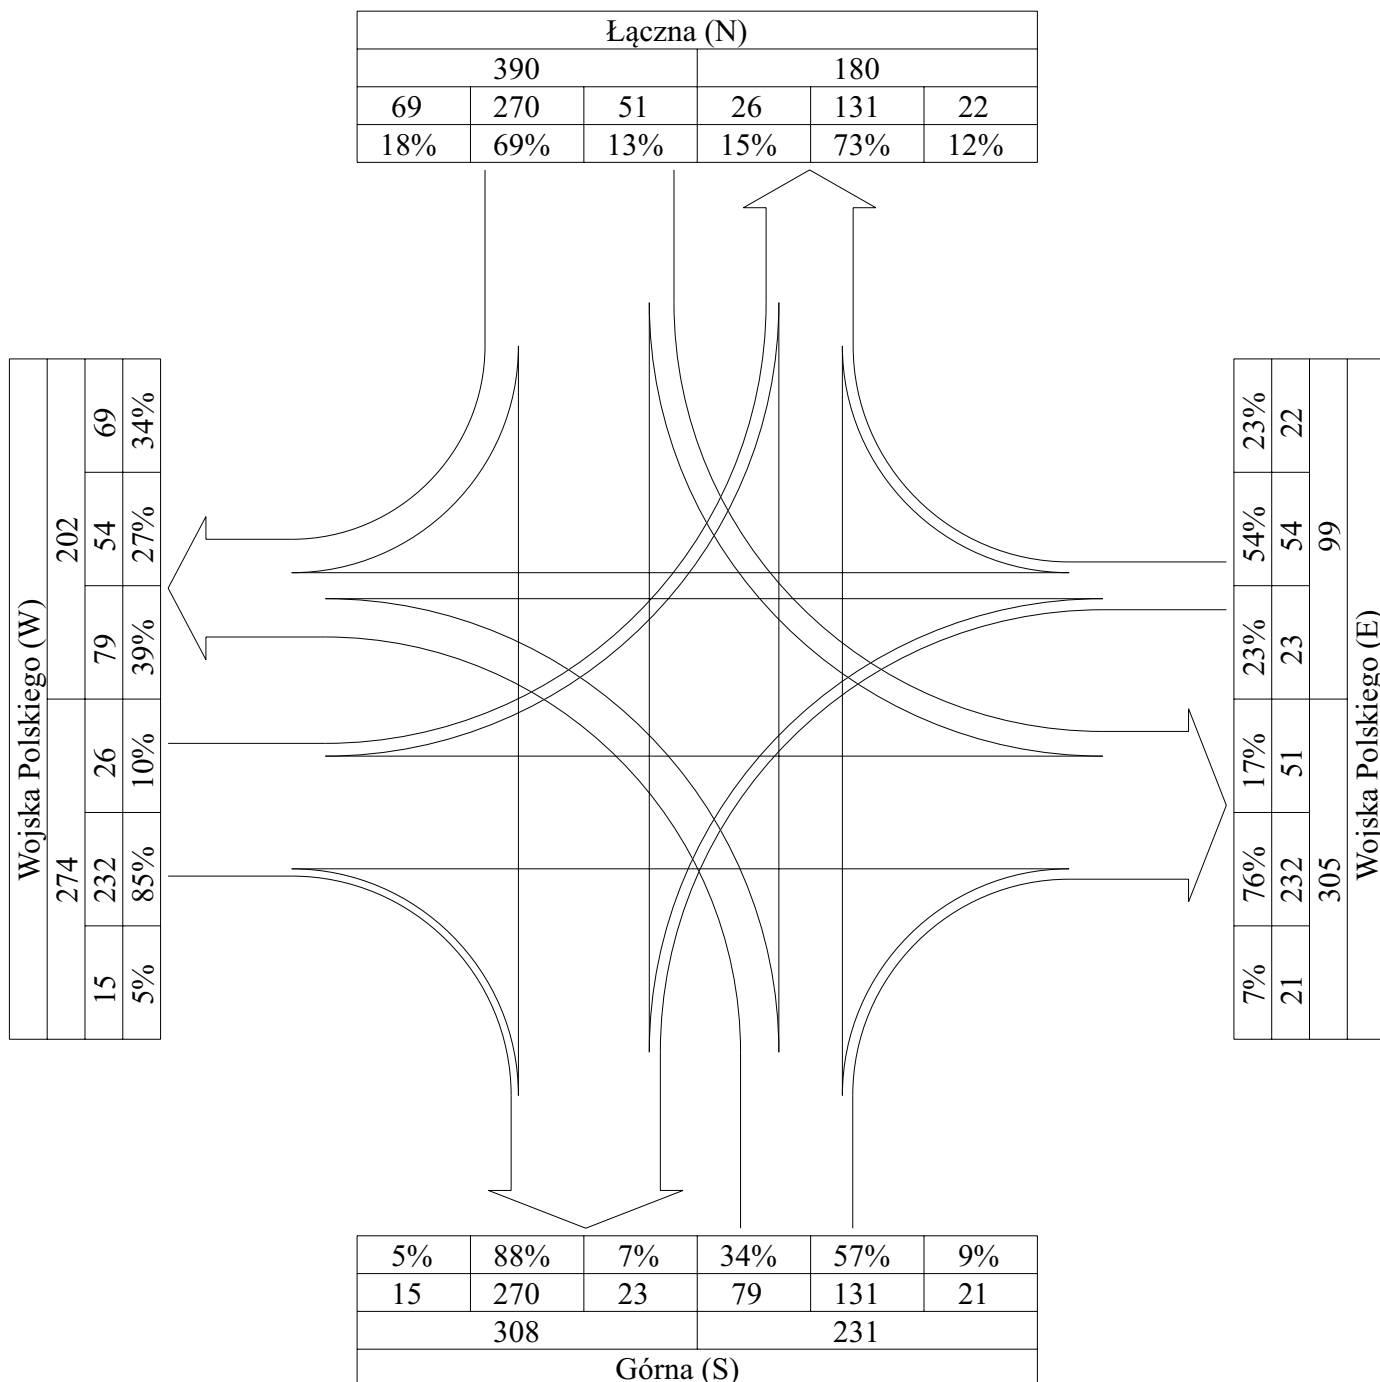 Łączna (N)
390 180
69 270 51 26 131 22
18% 69% 13% 15% 73% 12%
Wojska Polskiego (W)
274 202
15 232 26 79 54 69
5% 85% 10% 39% 27% 34%
23% 54% 23% 17% 76% 7%
22 54 23 51 232 21
99 305
Wojska Polskiego (E)
5% 88% 7% 34% 57% 9%
15 270 23 79 131 21
308 231
Górna (S)